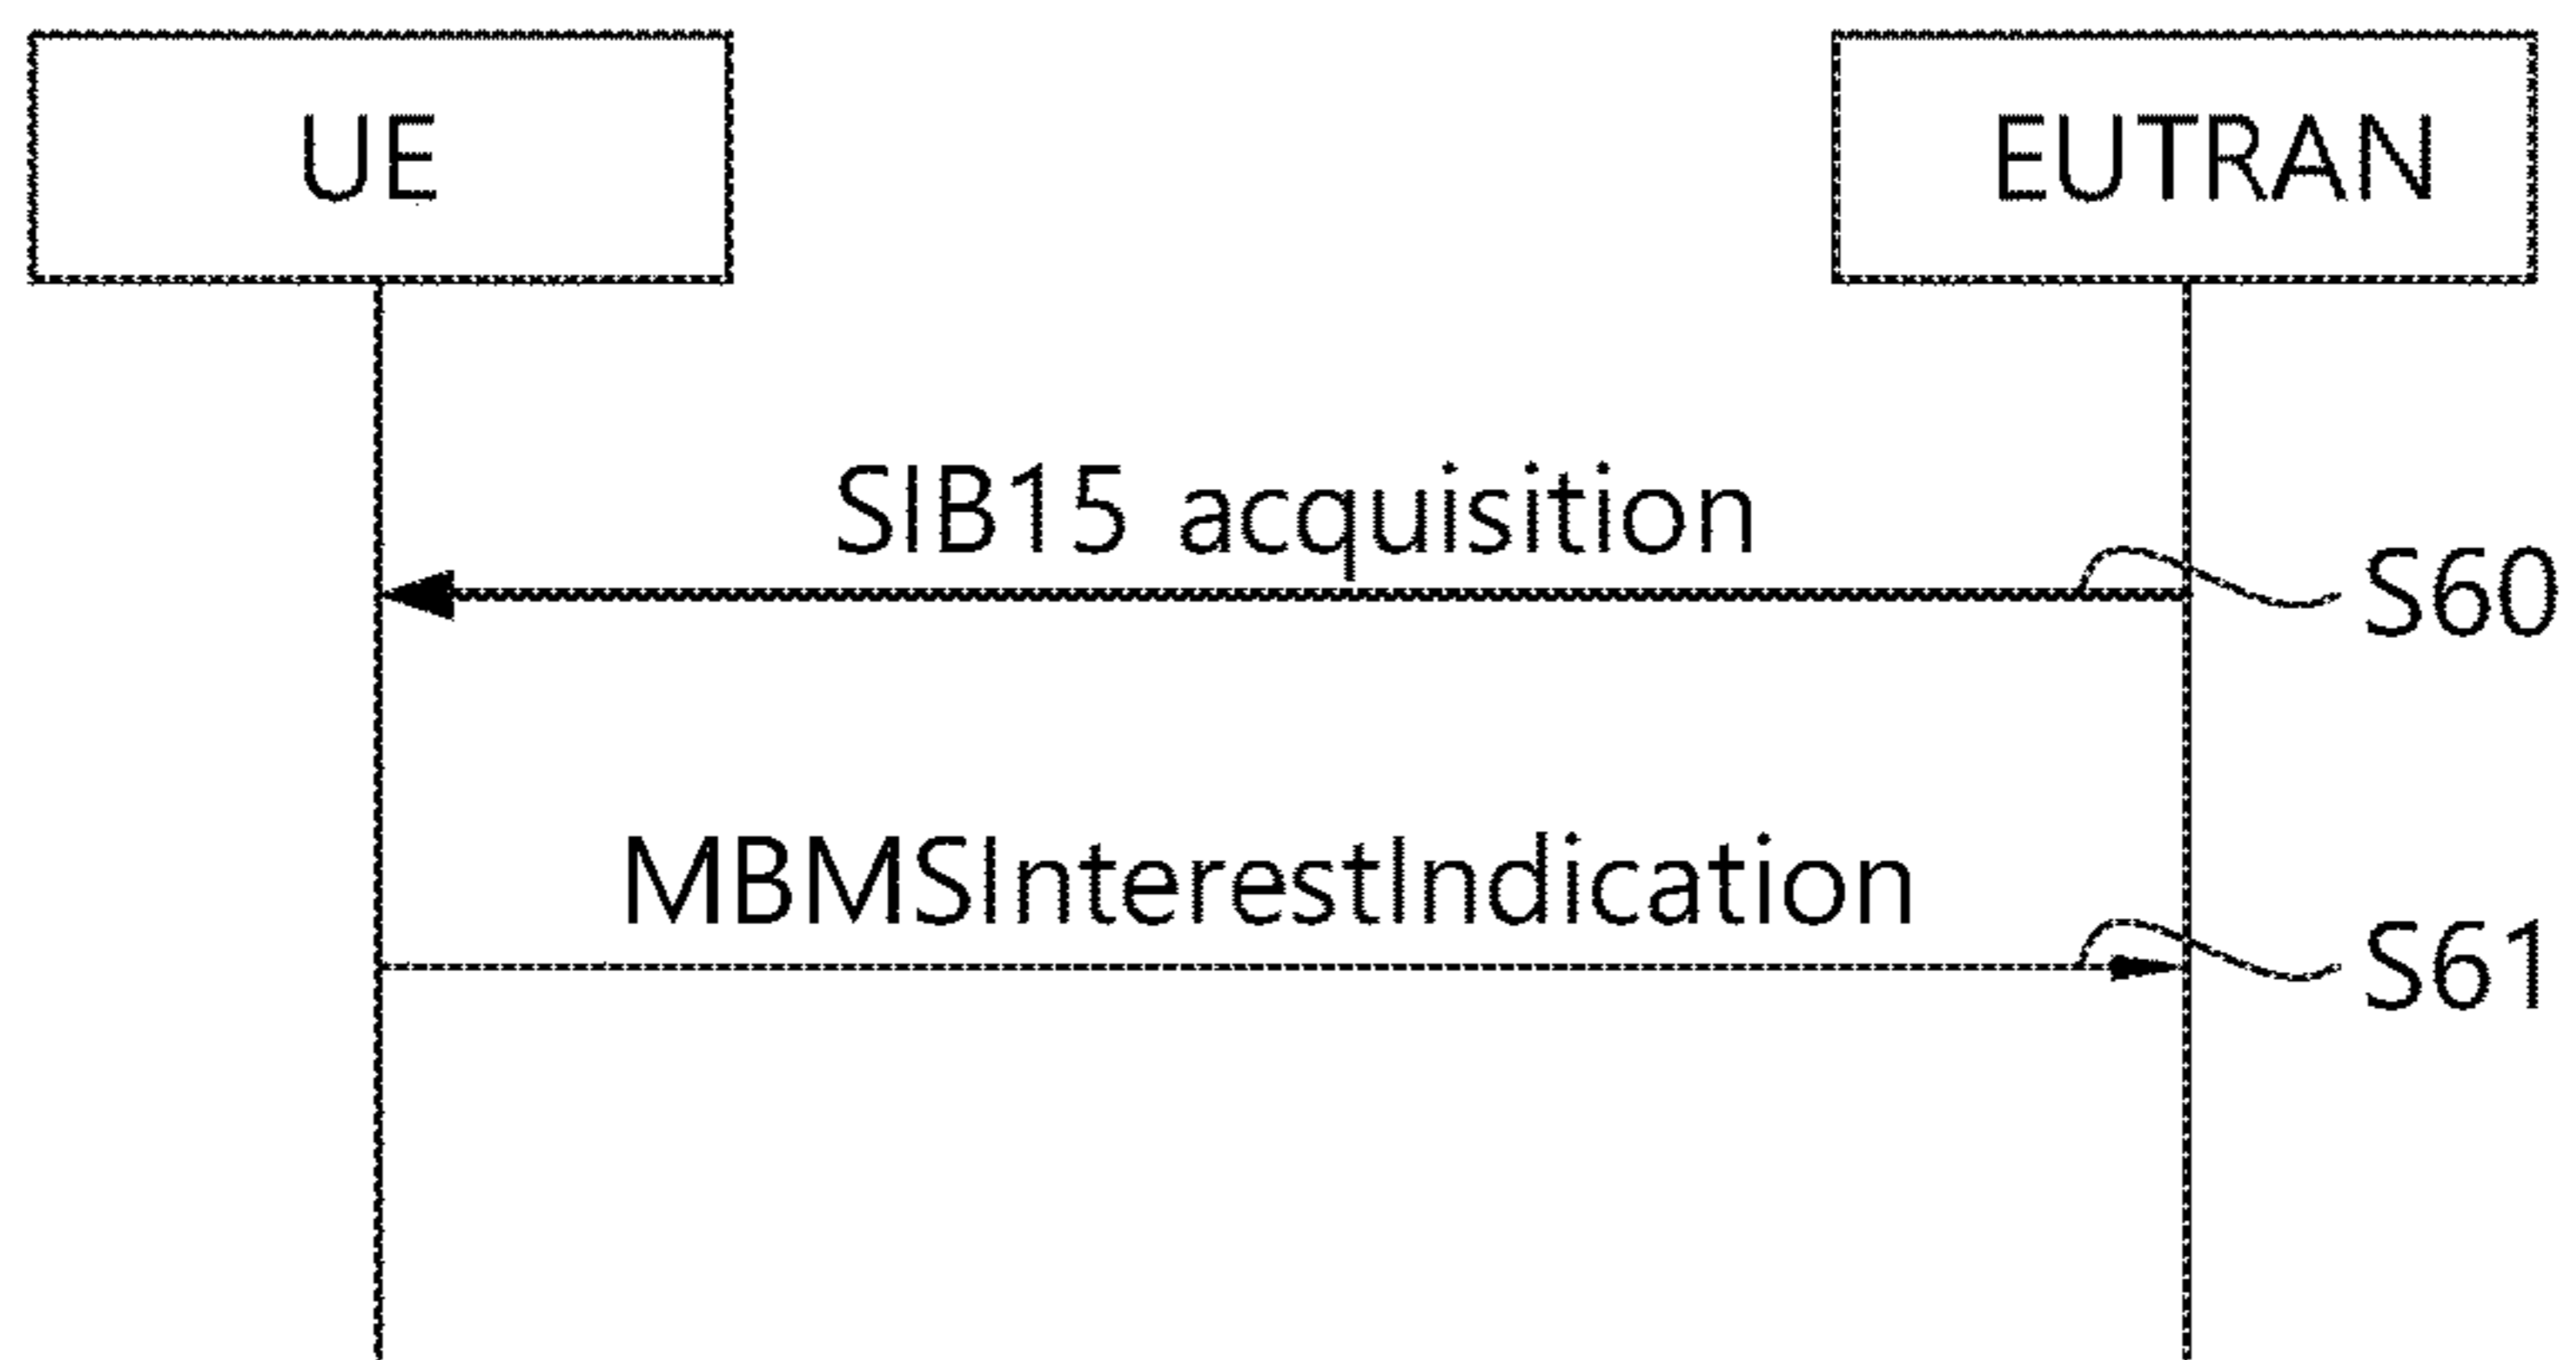 UE
EUTRAN
SIB15 acquisition
S60
MBMSInterestIndication
S61